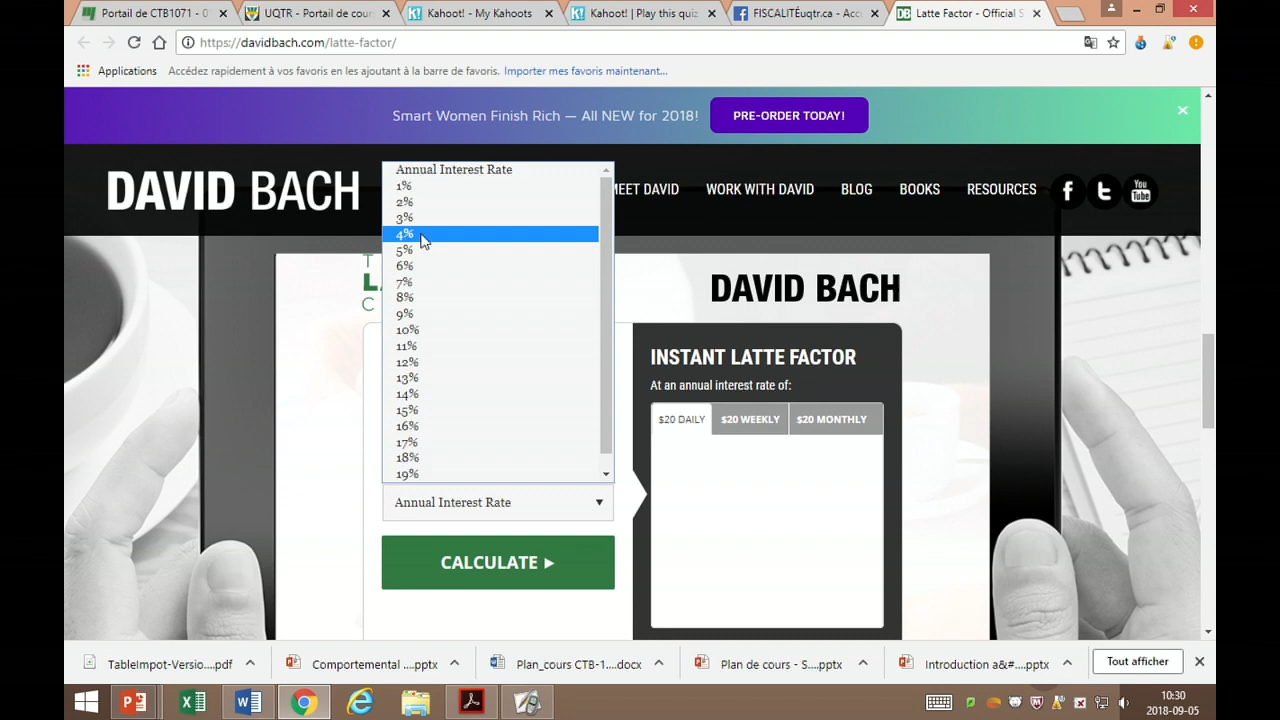 Portail de CTB1071 - 0
UQTR - Portail de cour
Kahoot! - My Kahoots
Kahoot! | Play this quiz
FISCALITÉuqtr.ca - Acc
Latte Factor - Official S
https://davidbach.com/latte-factor/
Applications
Accédez rapidement à vos favoris en les ajoutant à la barre de favoris.
Importer mes favoris maintenant...
Smart Women Finish Rich — All NEW for 2018!
PRE-ORDER TODAY!
DAVID BACH
MEET DAVID
WORK WITH DAVID
BLOG
BOOKS
RESOURCES
You
Tube
Annual Interest Rate
1%
2%
3%
4%
5%
6%
7%
8%
9%
10%
11%
12%
13%
14%
15%
16%
17%
18%
19%
Annual Interest Rate
CALCULATE
DAVID BACH
INSTANT LATTE FACTOR
At an annual interest rate of:
$20 DAILY
$20 WEEKLY
$20 MONTHLY
TableImpot-Versio....pdf
Comportemental ....pptx
Plan_cours CTB-1....docx
Plan de cours - S....pptx
Introduction a&#....pptx
Tout afficher
10:30
2018-09-05